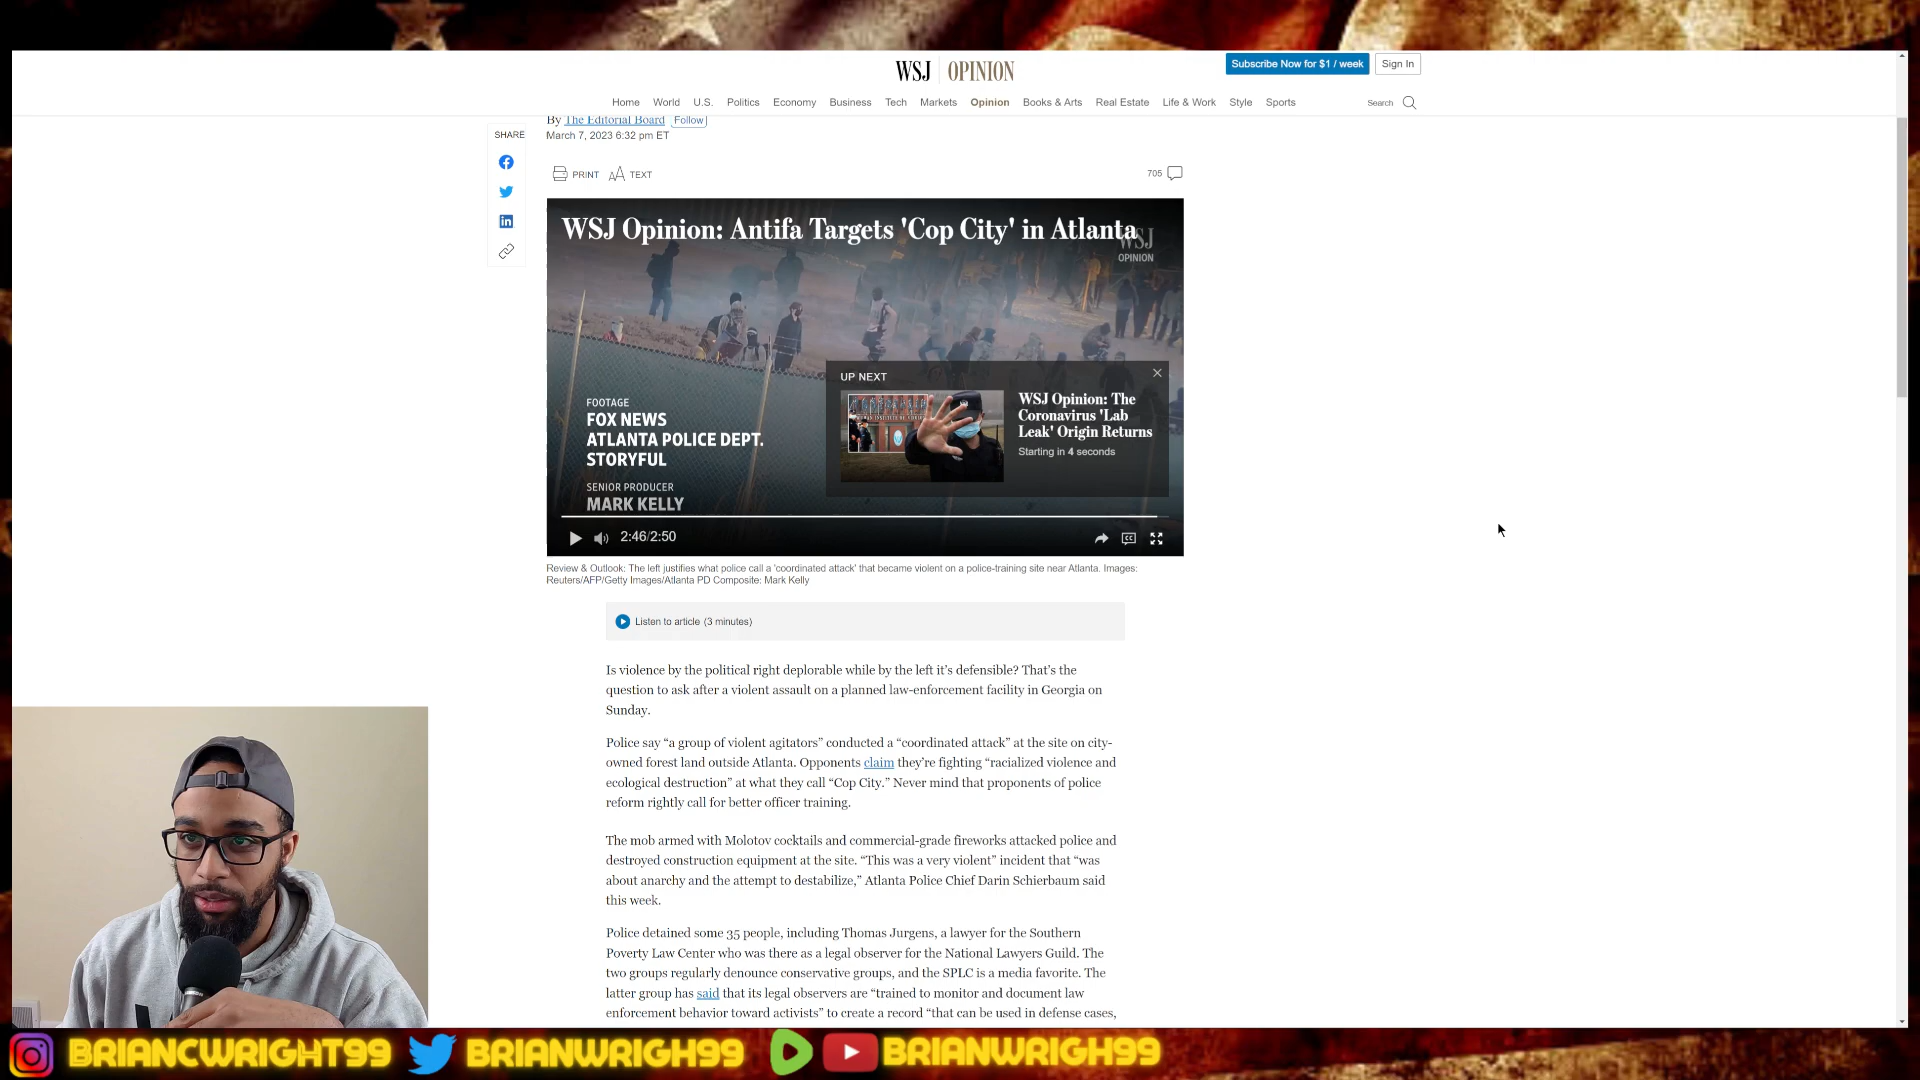 WSJ | OPINION
Subscribe Now for $1 / week
Sign In
Home World U.S. Politics Economy Business Tech Markets Opinion Books & Arts Real Estate Life & Work Style Sports
Search
By The Editorial Board Follow
March 7, 2023 6:32 pm ET
SHARE
PRINT
TEXT
705
WSJ Opinion: Antifa Targets 'Cop City' in Atlanta
WSJ
OPINION
FOOTAGE
FOX NEWS
ATLANTA POLICE DEPT.
STORYFUL
SENIOR PRODUCER
MARK KELLY
UP NEXT
WSJ Opinion: The
Coronavirus 'Lab
Leak' Origin Returns
Starting in 4 seconds
2:46/2:50
Review & Outlook: The left justifies what police call a 'coordinated attack' that became violent on a police-training site near Atlanta. Images:
Reuters/AFP/Getty Images/Atlanta PD Composite: Mark Kelly
Listen to article (3 minutes)
Is violence by the political right deplorable while by the left it’s defensible? That’s the
question to ask after a violent assault on a planned law-enforcement facility in Georgia on
Sunday.
Police say “a group of violent agitators” conducted a “coordinated attack” at the site on city-
owned forest land outside Atlanta. Opponents claim they’re fighting “racialized violence and
ecological destruction” at what they call “Cop City.” Never mind that proponents of police
reform rightly call for better officer training.
The mob armed with Molotov cocktails and commercial-grade fireworks attacked police and
destroyed construction equipment at the site. “This was a very violent” incident that “was
about anarchy and the attempt to destabilize,” Atlanta Police Chief Darin Schierbaum said
this week.
Police detained some 35 people, including Thomas Jurgens, a lawyer for the Southern
Poverty Law Center who was there as a legal observer for the National Lawyers Guild. The
two groups regularly denounce conservative groups, and the SPLC is a media favorite. The
latter group has said that its legal observers are “trained to monitor and document law
enforcement behavior toward activists” to create a record “that can be used in defense cases,
BRIANCWRIGHT99
BRIANWRIGH99
BRIANWRIGH99